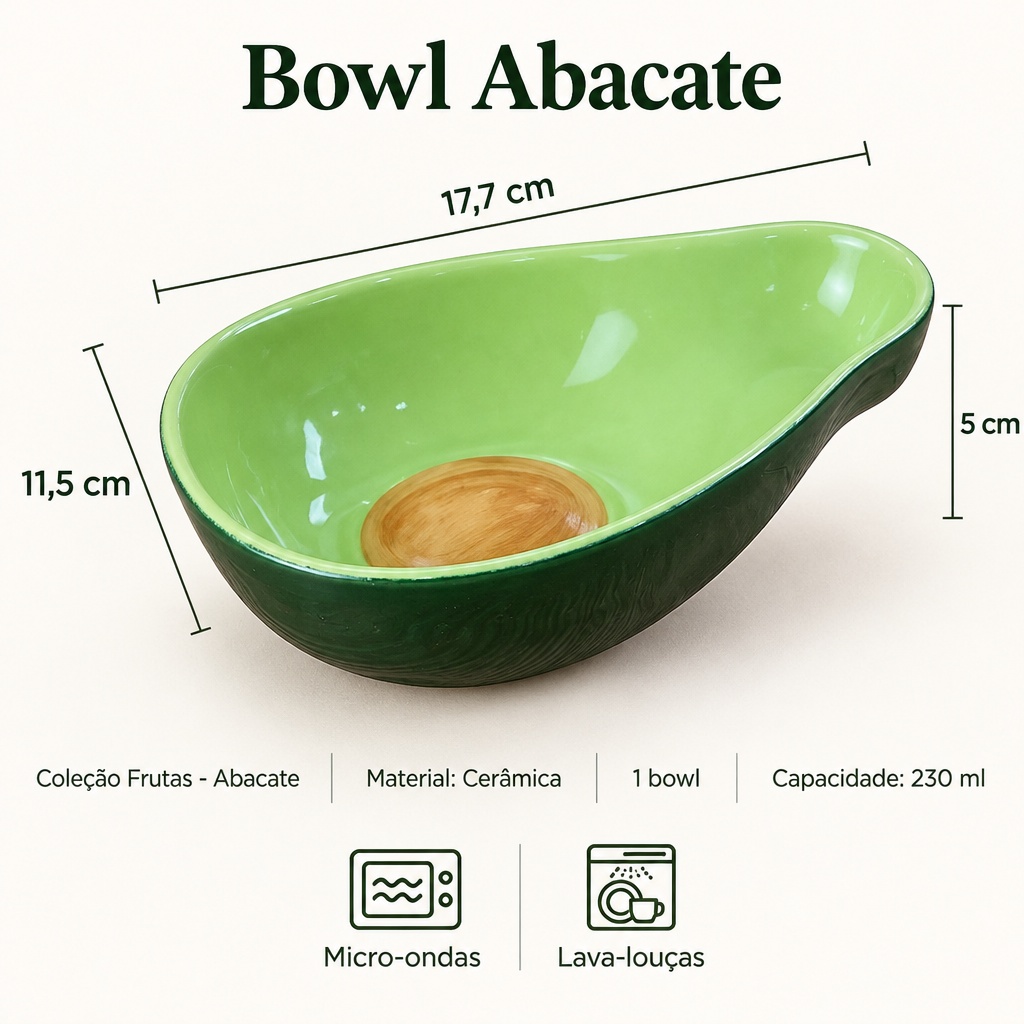 Bowl Abacate
17,7 cm
5 cm
11,5 cm
Coleção Frutas - Abacate
Material: Cerâmica
1 bowl
Capacidade: 230 ml
Micro-ondas
Lava-louças